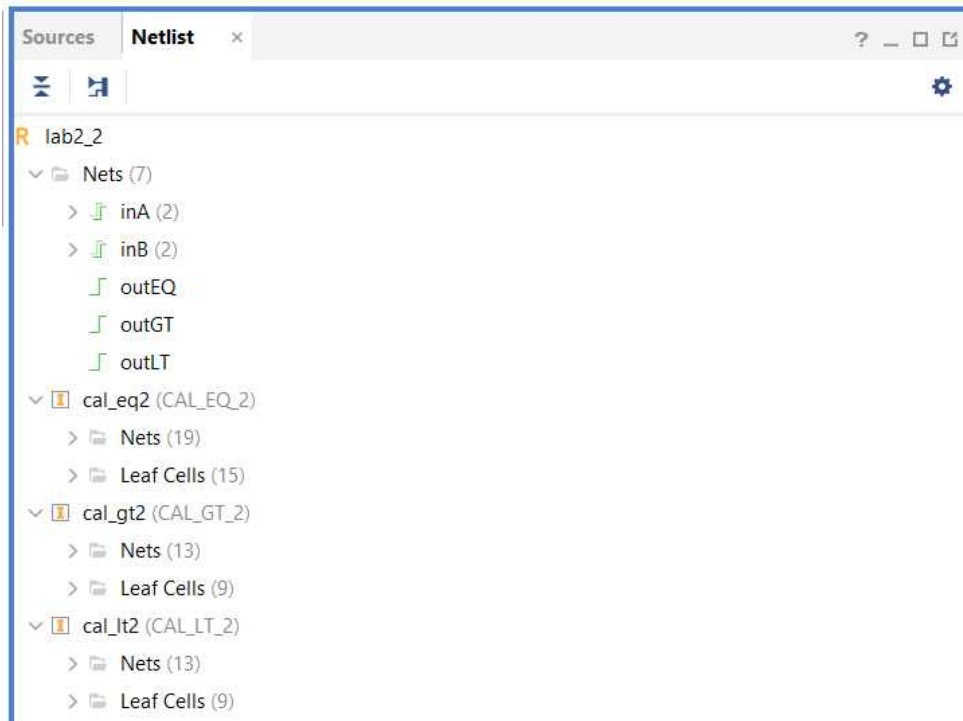 Sources Netlist × ?
R lab2_2
Nets (7)
inA (2)
inB (2)
outEQ
outGT
outLT
I cal_eq2 (CAL_EQ_2)
Nets (19)
Leaf Cells (15)
I cal_gt2 (CAL_GT_2)
Nets (13)
Leaf Cells (9)
I cal_lt2 (CAL_LT_2)
Nets (13)
Leaf Cells (9)